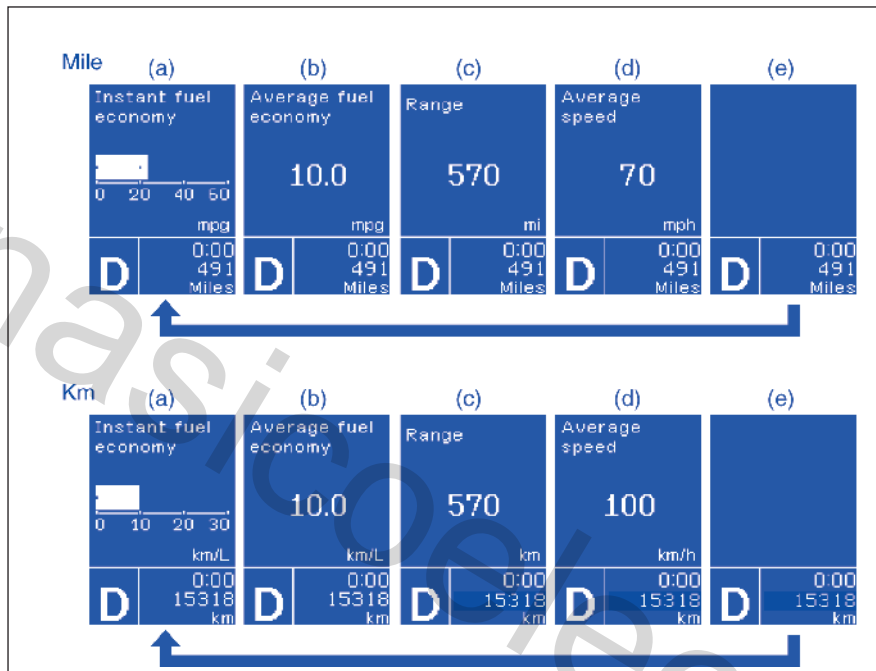 Mile
(a) (b) (c) (d) (e)
Instant fuel economy
0 20 40 60
mpg
D 0:00
491
Miles
Average fuel economy
10.0
mpg
D 0:00
491
Miles
Range
570
mi
D 0:00
491
Miles
Average speed
70
mph
D 0:00
491
Miles
D 0:00
491
Miles
Km
(a) (b) (c) (d) (e)
Instant fuel economy
0 10 20 30
km/L
D 0:00
15318
km
Average fuel economy
10.0
km/L
D 0:00
15318
km
Range
570
km
D 0:00
15318
km
Average speed
100
km/h
D 0:00
15318
km
D 0:00
15318
km